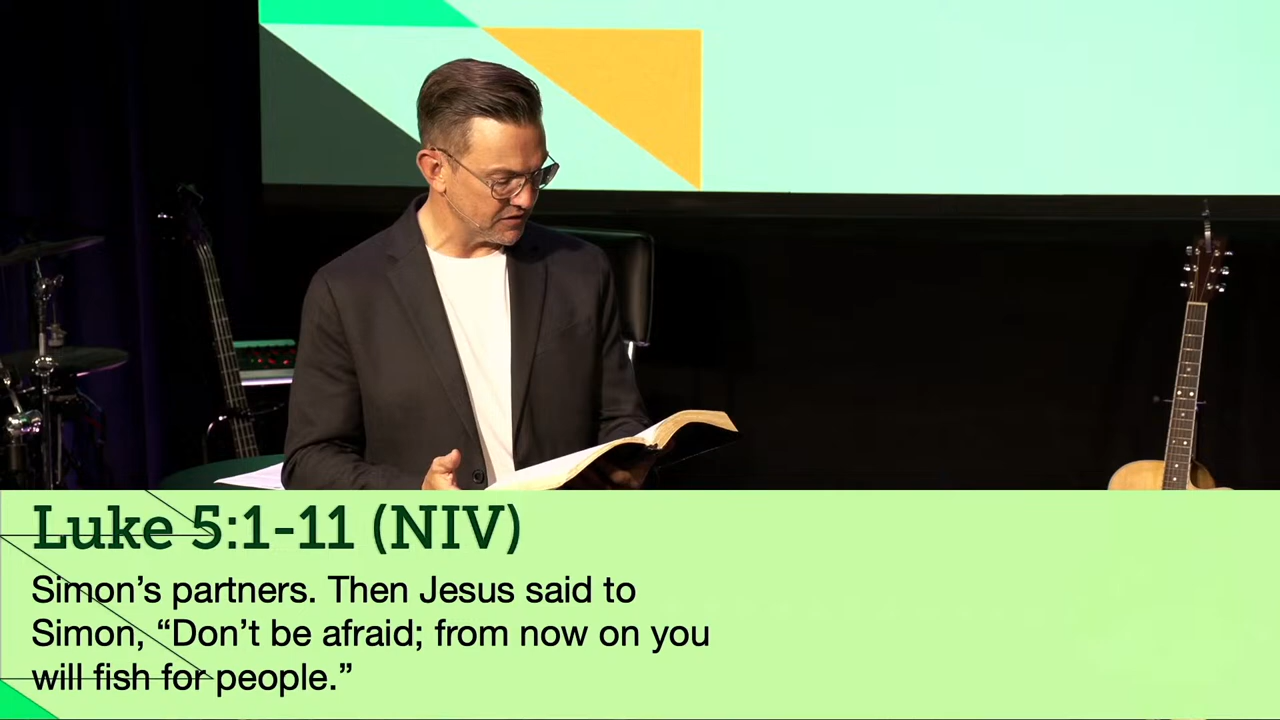 Luke 5:1-11 (NIV)
Simon’s partners. Then Jesus said to
Simon, “Don’t be afraid; from now on you
will fish for people.”